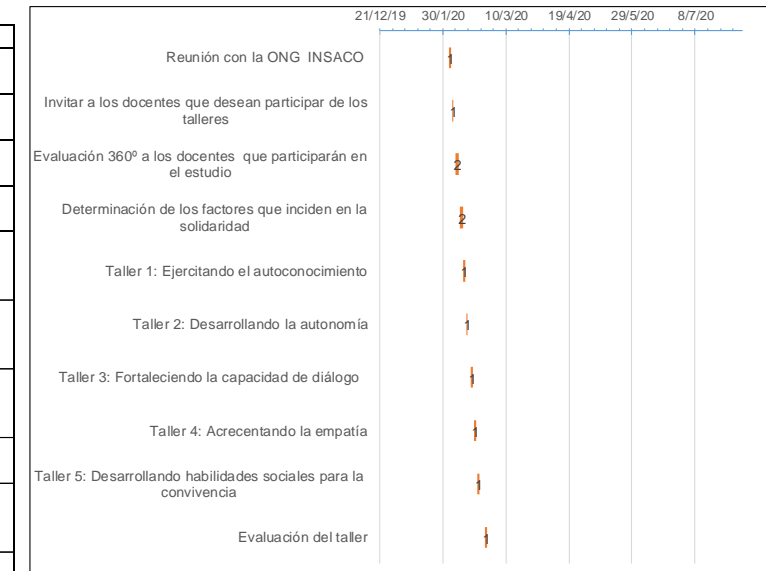 21/12/19 30/1/20 10/3/20 19/4/20 29/5/20 8/7/20
Reunión con la ONG INSACO
1
Invitar a los docentes que desean participar de los
talleres
1
Evaluación 360º a los docentes que participarán en
el estudio
2
Determinación de los factores que inciden en la
solidaridad
2
Taller 1: Ejercitando el autoconocimiento
1
Taller 2: Desarrollando la autonomía
1
Taller 3: Fortaleciendo la capacidad de diálogo
1
Taller 4: Acrecentando la empatía
1
Taller 5: Desarrollando habilidades sociales para la
convivencia
1
Evaluación del taller
1